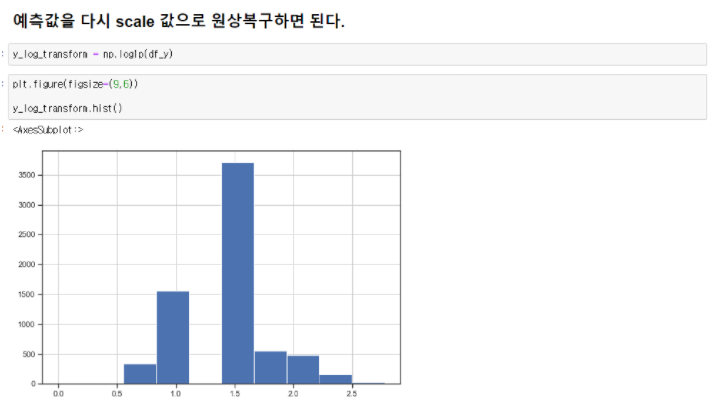 예측값을 다시 scale 값으로 원상복구하면 된다.
: y_log_transform = np.log1p(df_y)
: plt.figure(figsize=(9,6))
y_log_transform.hist()
: <AxesSubplot:>
3500
3000
2500
2000
1500
1000
500
0
0.0 0.5 1.0 1.5 2.0 2.5